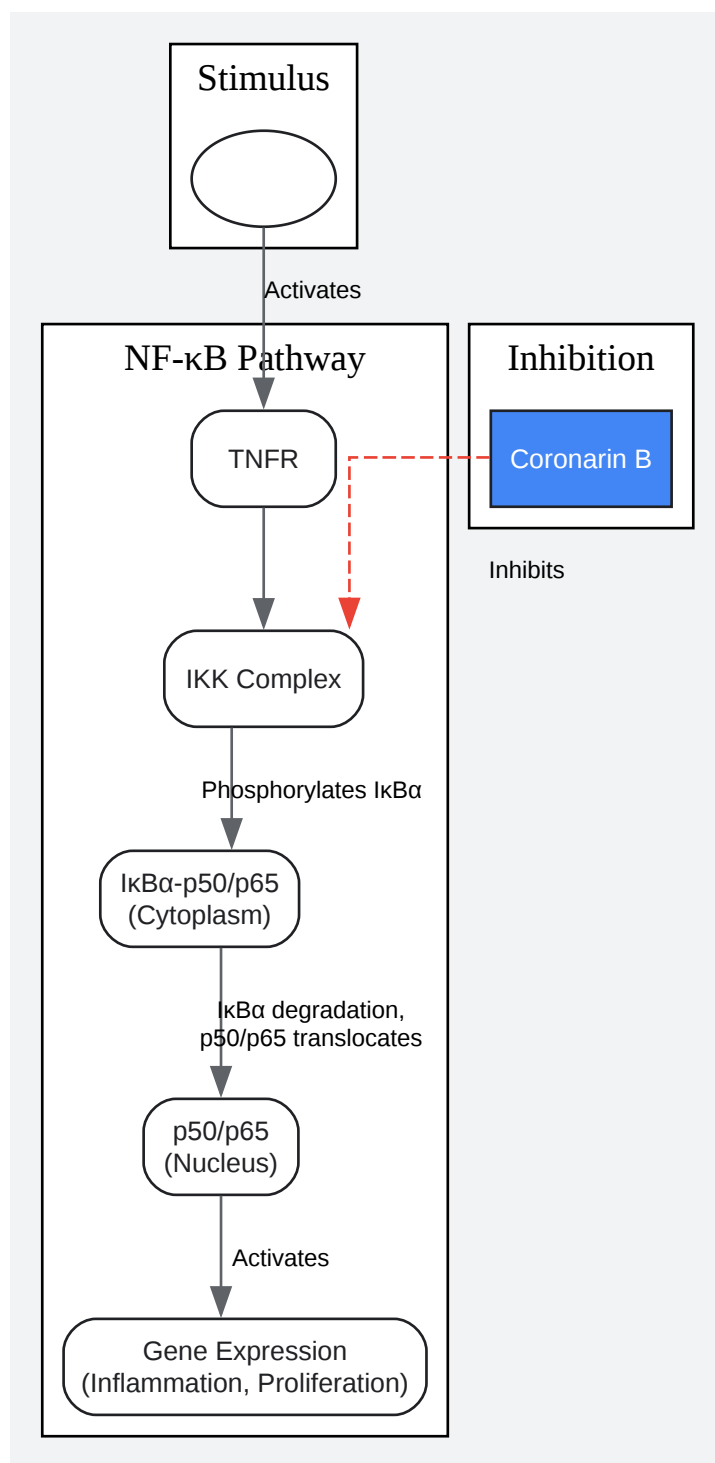 Stimulus
Activates
NF-κB Pathway
Inhibition
TNFR
Coronarin B
Inhibits
IKK Complex
Phosphorylates IκBα
IκBα-p50/p65
(Cytoplasm)
IκBα degradation,
p50/p65 translocates
p50/p65
(Nucleus)
Activates
Gene Expression
(Inflammation, Proliferation)